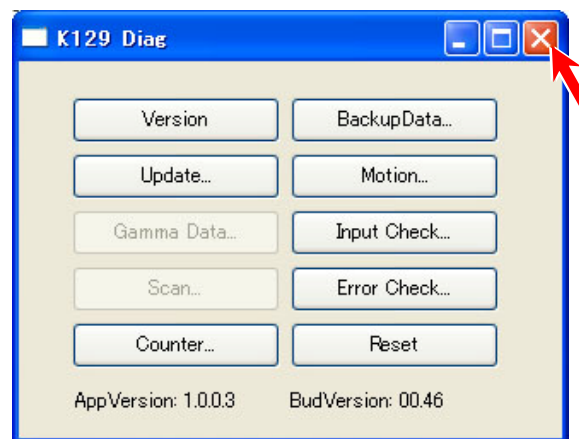 K129 Diag
Version
BackupData...
Update...
Motion...
Gamma Data...
Input Check...
Scan...
Error Check...
Counter...
Reset
AppVersion: 1.0.0.3
BudVersion: 00.46